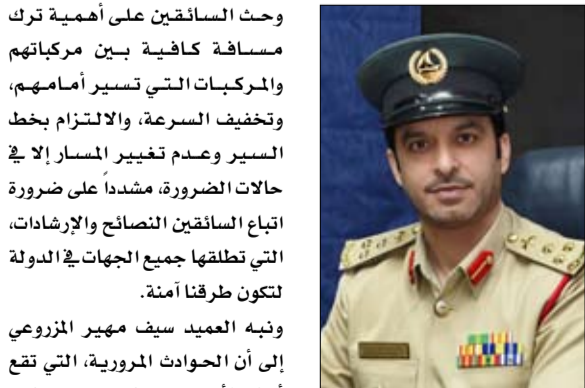 وحث السائقين على أهمية ترك
مسافة كافية بين مركباتهم
والمركبات التي تسير أمامهم،
وتخفيف السرعة، والالتزام بخط
السير وعدم تغيير المسار إلا في
حالات الضرورة، مشدداً على ضرورة
اتباع السائقين النصائح والإرشادات،
التي تطلقها جميع الجهات في الدولة
لتكون طرقنا آمنة.
ونبه العميد سيف مهير المزروعي
إلى أن الحوادث المرورية، التي تقع